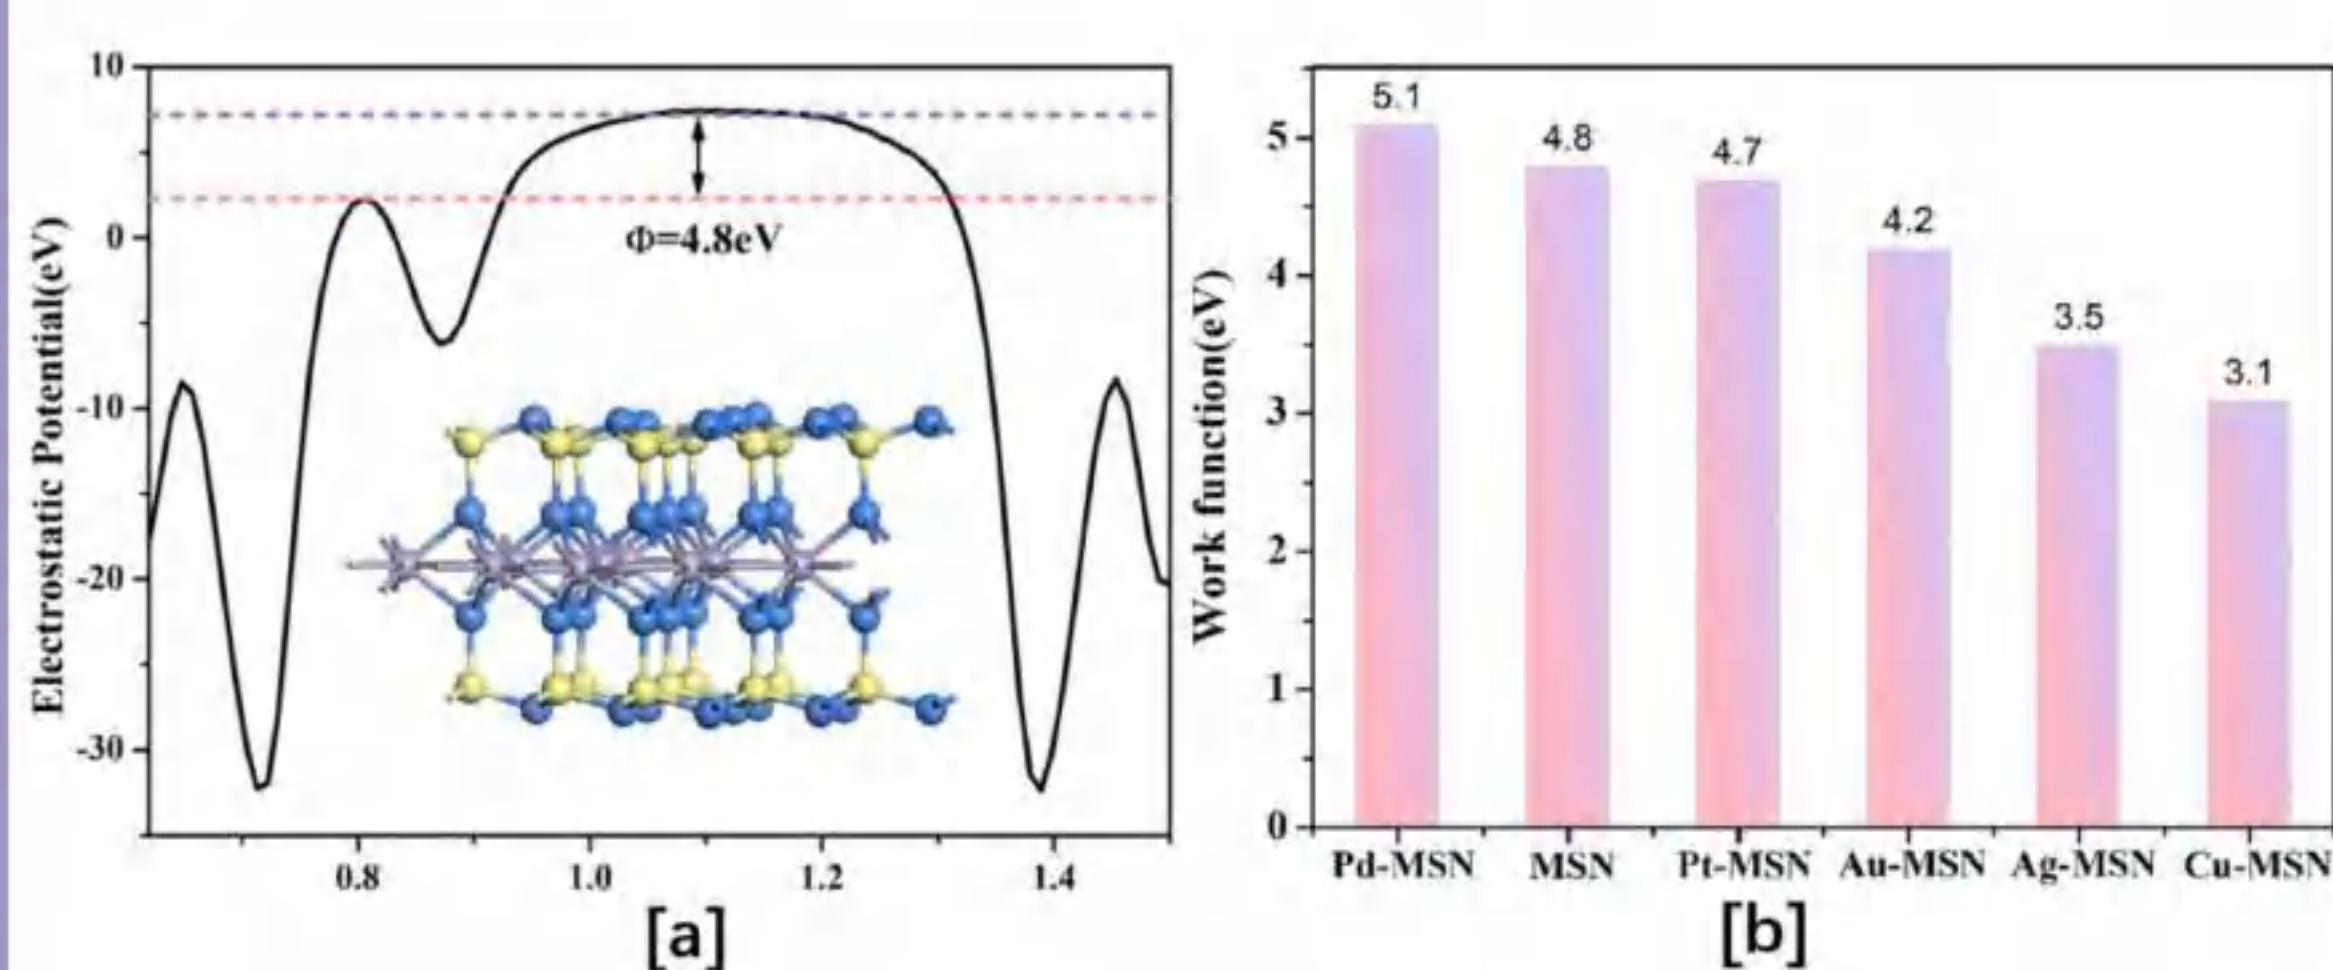 Electrostatic Potential(eV)
10
0
-10
-20
-30
Φ=4.8eV
0.8
1.0
1.2
1.4
[a]
Work function(eV)
5
4
3
2
1
0
5.1
4.8
4.7
4.2
3.5
3.1
Pd-MSN
MSN
Pt-MSN
Au-MSN
Ag-MSN
Cu-MSN
[b]